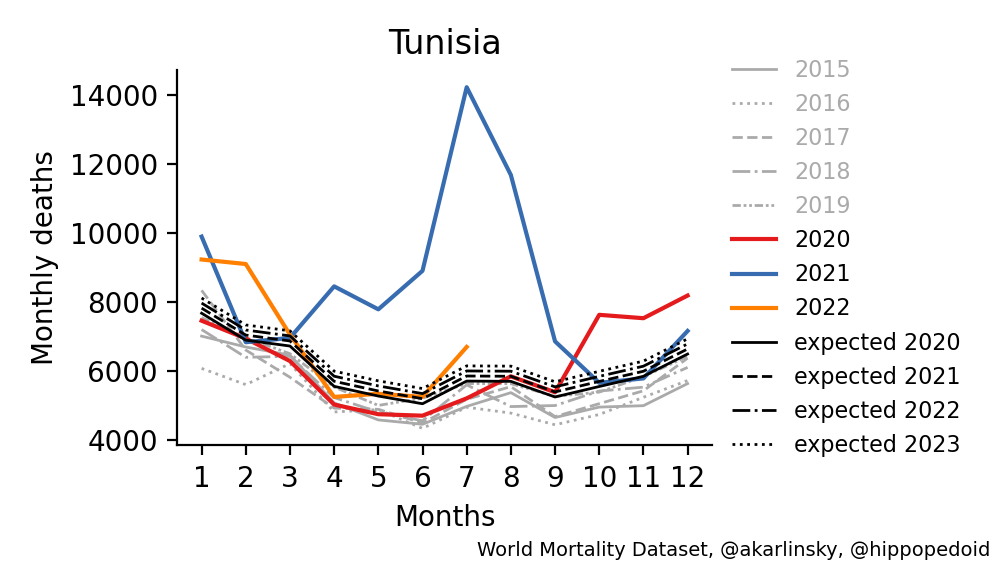 Tunisia
Monthly deaths
14000
12000
10000
8000
6000
4000
1 2 3 4 5 6 7 8 9 10 11 12
Months
2015
2016
2017
2018
2019
2020
2021
2022
expected 2020
expected 2021
expected 2022
expected 2023
World Mortality Dataset, @akarlinsky, @hippopedoid